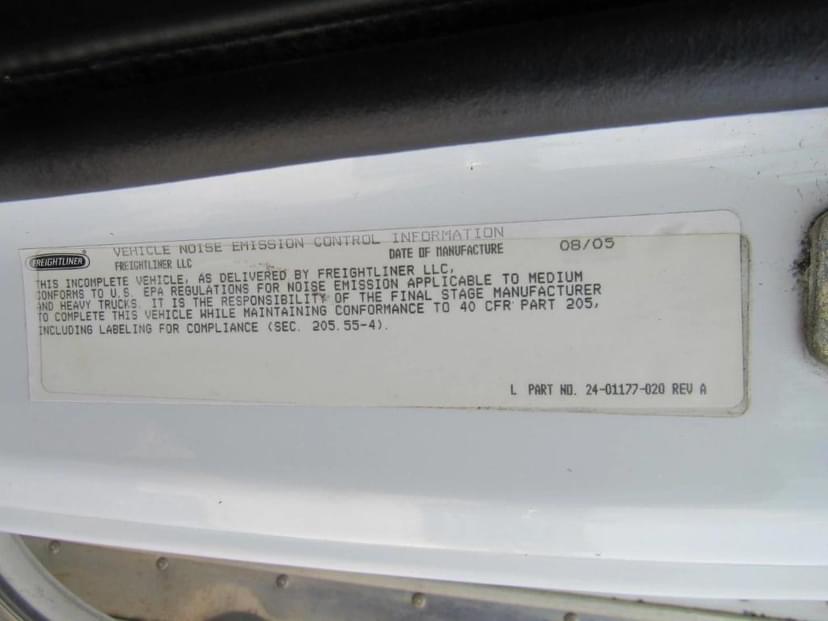 VEHICLE NOISE EMISSION CONTROL INFORMATION
FREIGHTLINER
FREIGHTLINER LLC DATE OF MANUFACTURE 08/05
THIS INCOMPLETE VEHICLE, AS DELIVERED BY FREIGHTLINER LLC,
CONFORMS TO U.S. EPA REGULATIONS FOR NOISE EMISSION APPLICABLE TO MEDIUM
AND HEAVY TRUCKS. IT IS THE RESPONSIBILITY OF THE FINAL STAGE MANUFACTURER
TO COMPLETE THIS VEHICLE WHILE MAINTAINING CONFORMANCE TO 40 CFR PART 205,
INCLUDING LABELING FOR COMPLIANCE (SEC. 205.55-4).
L PART NO. 24-01177-020 REV A